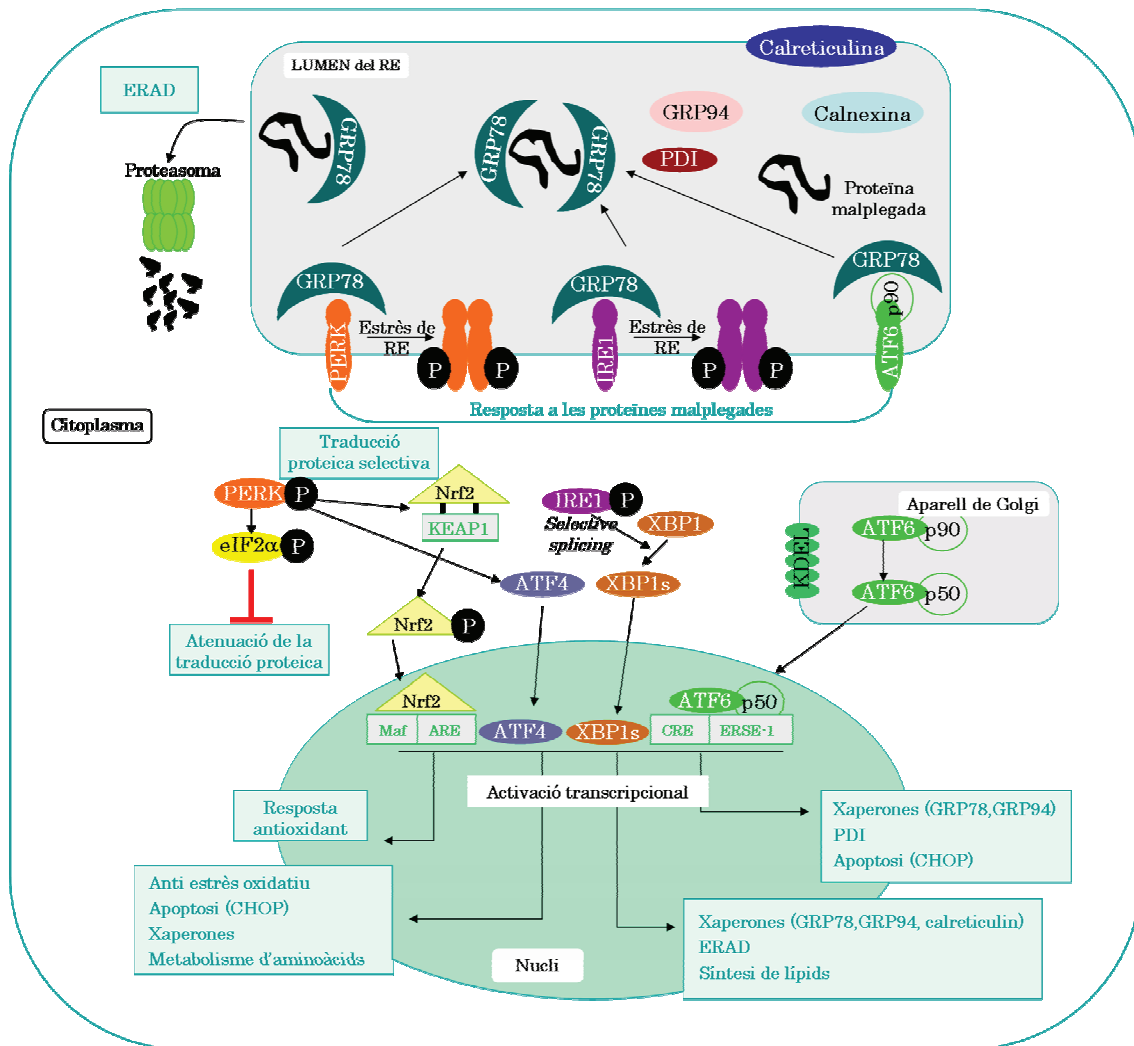 Calreticulina
LUMEN del RE
ERAD
GRP94
Calnexina
GRP78
GRP78
GRP78
PDI
Proteasoma
Proteïna
malplegada
GRP78
GRP78
GRP78
p90
Estrès de
RE
Estrès de
RE
PERK
P
P
IRE1
P
P
ATF6
Resposta a les proteïnes malplegades
Citoplasma
Traducció
proteica selectiva
PERK
P
Nrf2
KEAP1
IRE1
P
Selective
splicing
XBP1
Aparell de Golgi
ATF6
p90
KDEL
eIF2α
P
ATF4
XBP1s
ATF6
p50
Nrf2
P
Atenuació de la
traducció proteica
Nrf2
ATF6
p50
Maf
ARE
ATF4
XBP1s
CRE
ERSE-1
Activació transcripcional
Resposta
antioxidant
Xaperones (GRP78,GRP94)
PDI
Apoptosi (CHOP)
Anti estrès oxidatiu
Apoptosi (CHOP)
Xaperones
Metabolisme d'aminoàcids
Xaperones (GRP78,GRP94, calreticulin)
ERAD
Síntesi de lípids
Nucli